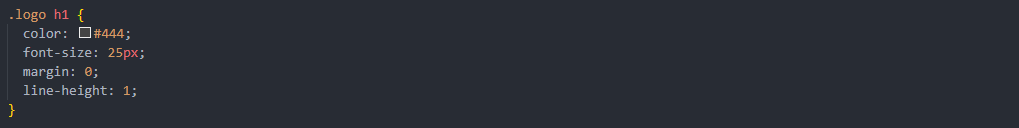 .logo h1 {
  color: #444;
  font-size: 25px;
  margin: 0;
  line-height: 1;
}